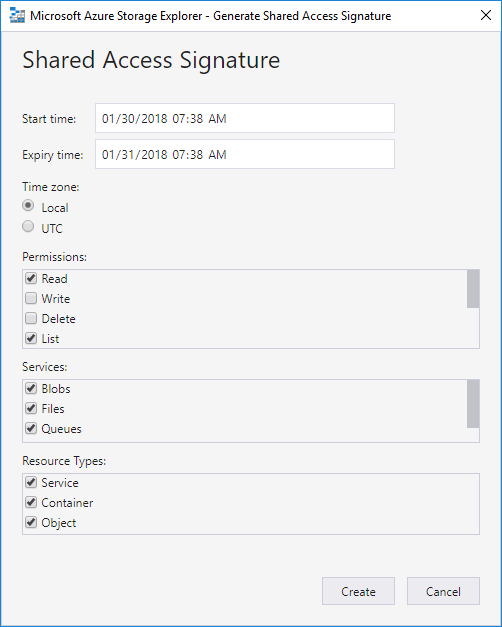 Microsoft Azure Storage Explorer - Generate Shared Access Signature
Shared Access Signature
Start time: 01/30/2018 07:38 AM
Expiry time: 01/31/2018 07:38 AM
Time zone:
Local
UTC
Permissions:
Read
Write
Delete
List
Services:
Blobs
Files
Queues
Resource Types:
Service
Container
Object
Create Cancel